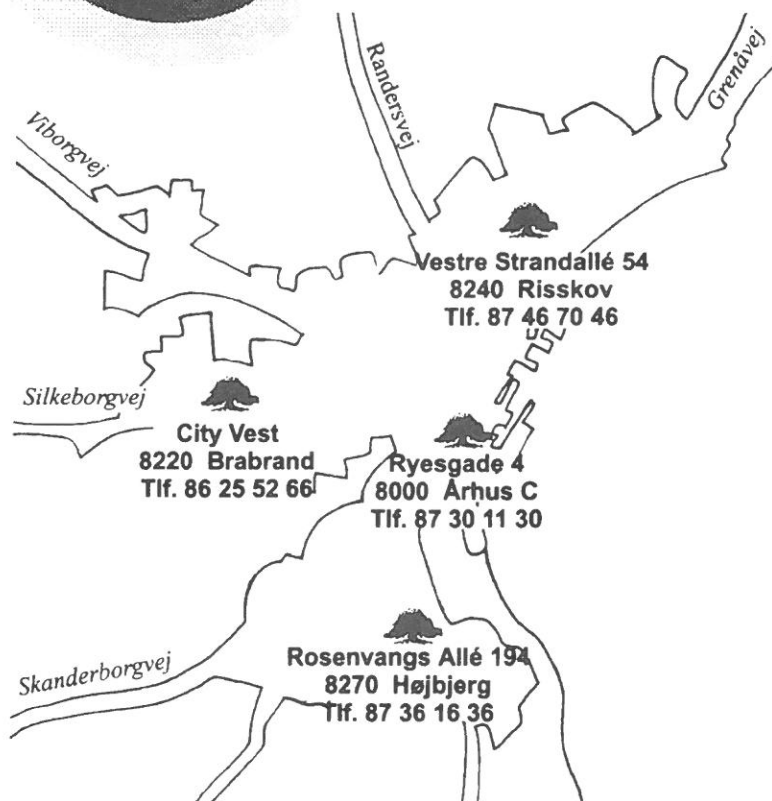 Randersvej
Grenåvej
Viborgvej
Vestre Strandallé 54
8240 Risskov
Tlf. 87 46 70 46
Silkeborgvej
City Vest
8220 Brabrand
Tlf. 86 25 52 66
Ryesgade 4
8000 Århus C
Tlf. 87 30 11 30
Rosenvangs Allé 194
8270 Højbjerg
Tlf. 87 36 16 36
Skanderborgvej